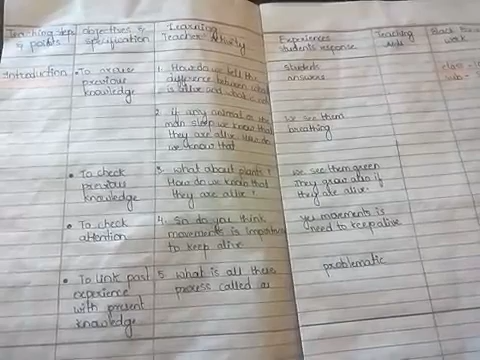 Teaching steps
& points
Objectives &
specification
Learning
Teacher Activity
Experiences
students response
Teaching
aids
Black
work
Introduction
• To
previous
knowledge
1. How do we tell the
difference between what
is alive and what is
students
answers
class
sub-
2. if any animal or the
man sleep we know that
they are alive how do
we know that
we see them
breathing
• To check
previous
knowledge
3. what about plants?
How do we know that
they are alive?
we see them green
They grow also if
they are alive.
• To check
attention
4. So do you think
movements is
to keep alive
yes movements is
need to keep alive
• To link past
experience
with present
knowledge
5. what is all these
process called as
problematic